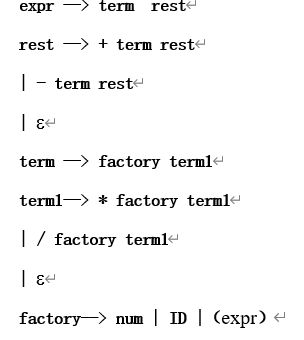 expr —> term rest↵
rest —> + term rest↵
| - term rest↵
| ε↵
term —> factory term1↵
term1—> * factory term1↵
| / factory term1↵
| ε↵
factory—> num | ID | (expr) ↵